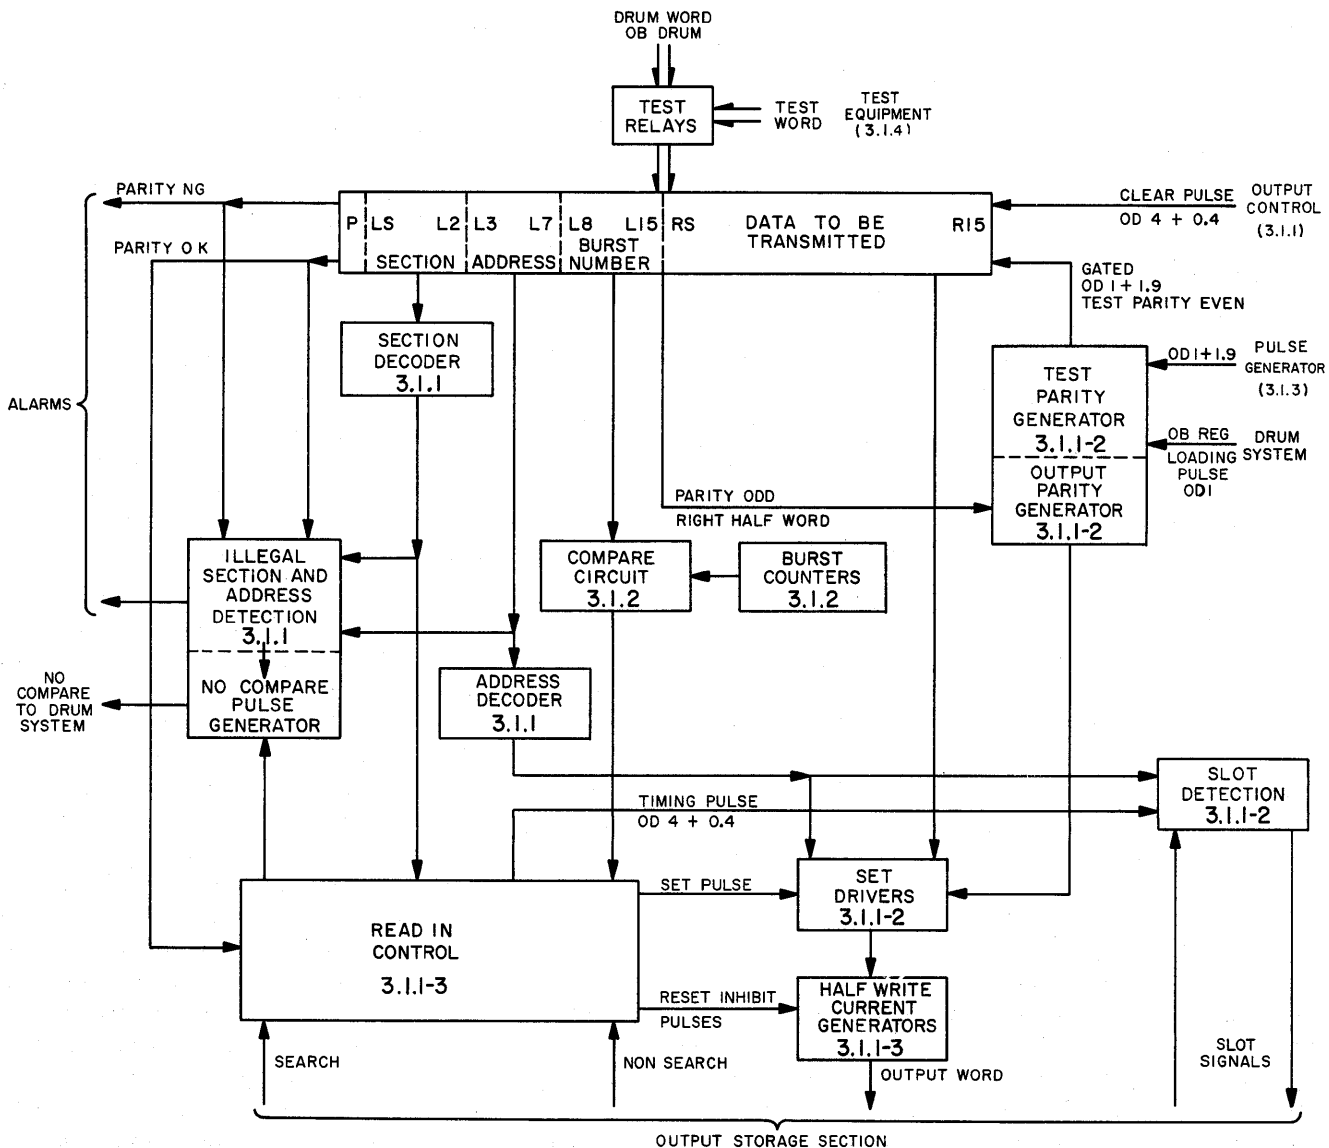 DRUM WORD
OB DRUM
TEST
RELAYS
TEST
WORD
TEST
EQUIPMENT
(3.1.4)
PARITY NG
PARITY O K
P LS L2 L3 L7 L8 L15 RS DATA TO BE TRANSMITTED R15
SECTION ADDRESS BURST NUMBER
CLEAR PULSE
OD 4 + 0.4
OUTPUT
CONTROL
(3.1.1)
GATED
OD 1 + 1.9
TEST PARITY EVEN
SECTION
DECODER
3.1.1
ALARMS
TEST
PARITY
GENERATOR
3.1.1-2
OUTPUT
PARITY
GENERATOR
3.1.1-2
OD1+1.9
PULSE
GENERATOR
(3.1.3)
OB REG
LOADING
PULSE
OD1
DRUM
SYSTEM
PARITY ODD
RIGHT HALF WORD
ILLEGAL
SECTION AND
ADDRESS
DETECTION
3.1.1
NO COMPARE
PULSE
GENERATOR
COMPARE
CIRCUIT
3.1.2
BURST
COUNTERS
3.1.2
NO
COMPARE
TO DRUM
SYSTEM
ADDRESS
DECODER
3.1.1
SLOT
DETECTION
3.1.1-2
TIMING PULSE
OD 4 + 0.4
READ IN
CONTROL
3.1.1-3
SET PULSE
SET
DRIVERS
3.1.1-2
RESET INHIBIT
PULSES
HALF WRITE
CURRENT
GENERATORS
3.1.1-3
SEARCH
NON SEARCH
OUTPUT WORD
SLOT
SIGNALS
OUTPUT STORAGE SECTION